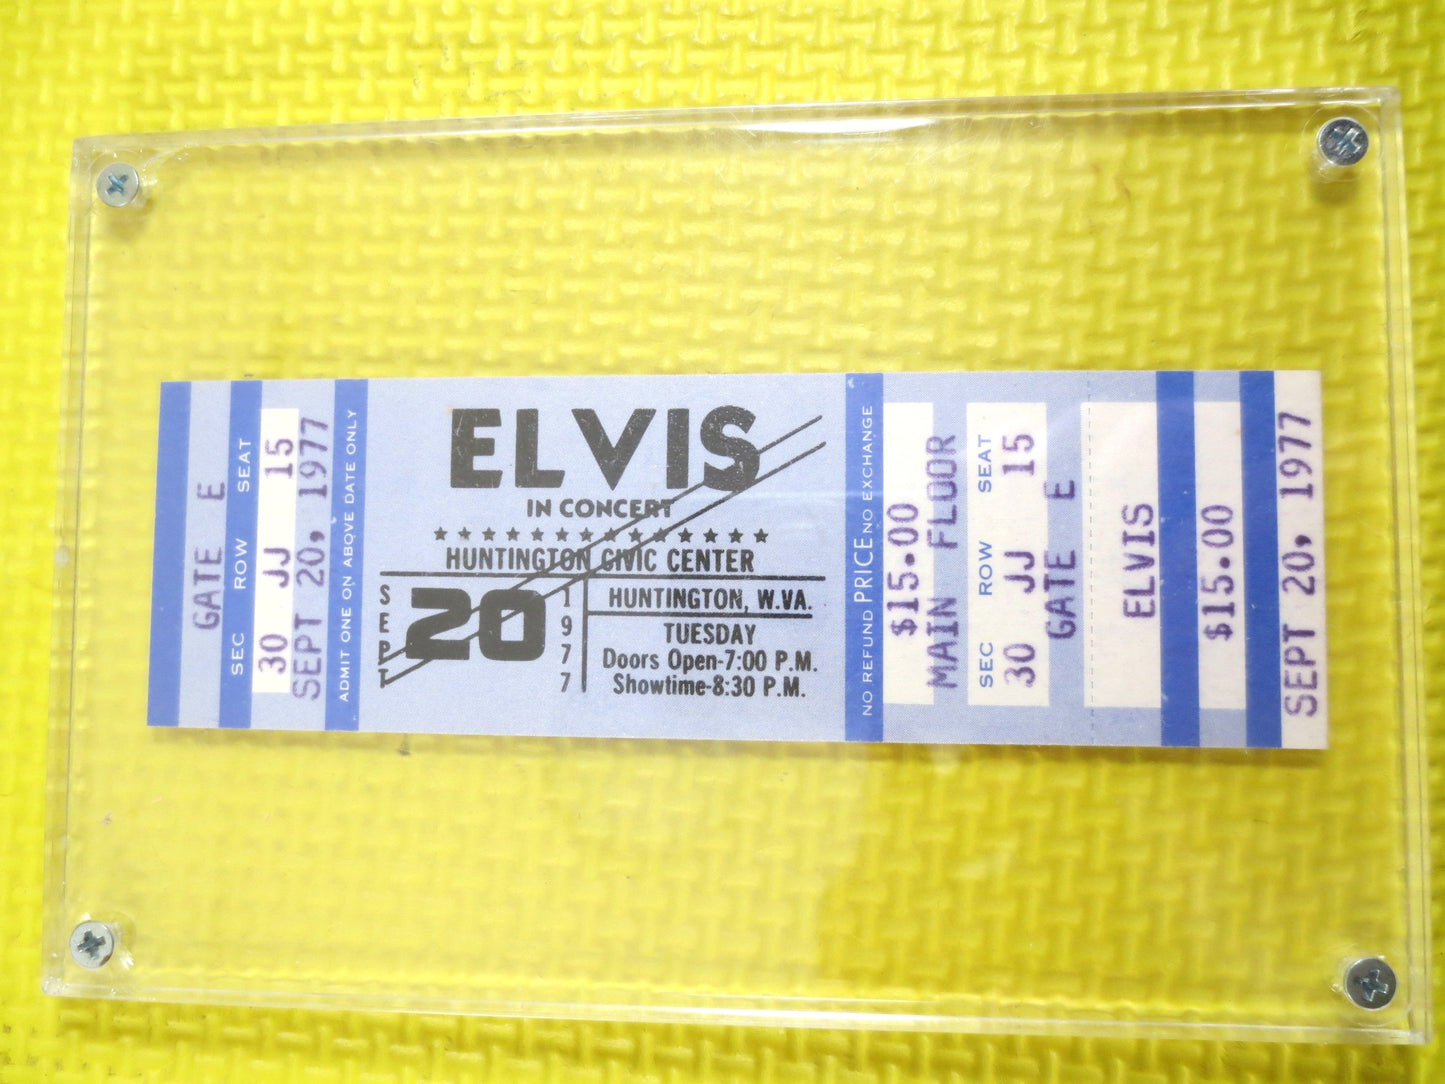 GATE E
SEC ROW SEAT
30 JJ 15
SEPT 20, 1977
ADMIT ONE ON ABOVE DATE ONLY
ELVIS
IN CONCERT
★ ★ ★ ★ ★ ★ ★ ★ ★ ★ ★ ★ ★ ★
HUNTINGTON CIVIC CENTER
SEPT
20
1977
HUNTINGTON, W.VA.
TUESDAY
Doors Open-7:00 P.M.
Showtime-8:30 P.M.
NO REFUND PRICE NO EXCHANGE
$15.00
MAIN FLOOR
SEC ROW SEAT
30 JJ 15
GATE E
ELVIS
$15.00
SEPT 20, 1977